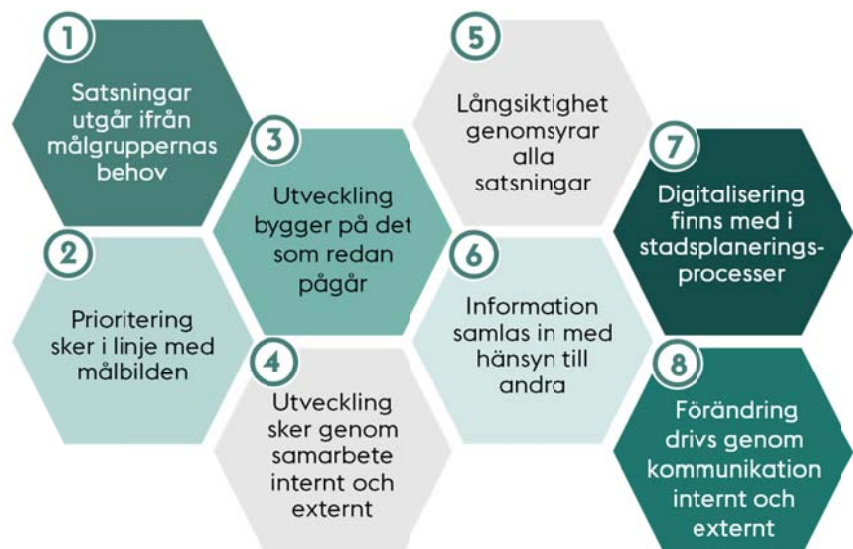 1
Satsningar
utgår ifrån
målgruppernas
behov
2
Prioritering
sker i linje med
målbilden
3
Utveckling
bygger på det
som redan
pågår
4
Utveckling
sker genom
samarbete
internt och
externt
5
Långsiktighet
genomsyrar
alla
satsningar
6
Information
samlas in med
hänsyn till
andra
7
Digitalisering
finns med i
stadsplanerings-
processer
8
Förändring
drivs genom
kommunikation
internt och
externt